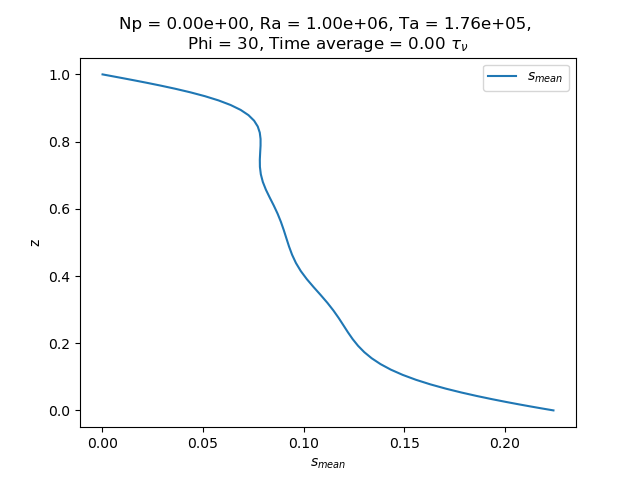 Np = 0.00e+00, Ra = 1.00e+06, Ta = 1.76e+05,
Phi = 30, Time average = 0.00 τν
s_mean
1.0
0.8
0.6
z
0.4
0.2
0.0
0.00 0.05 0.10 0.15 0.20
s_mean